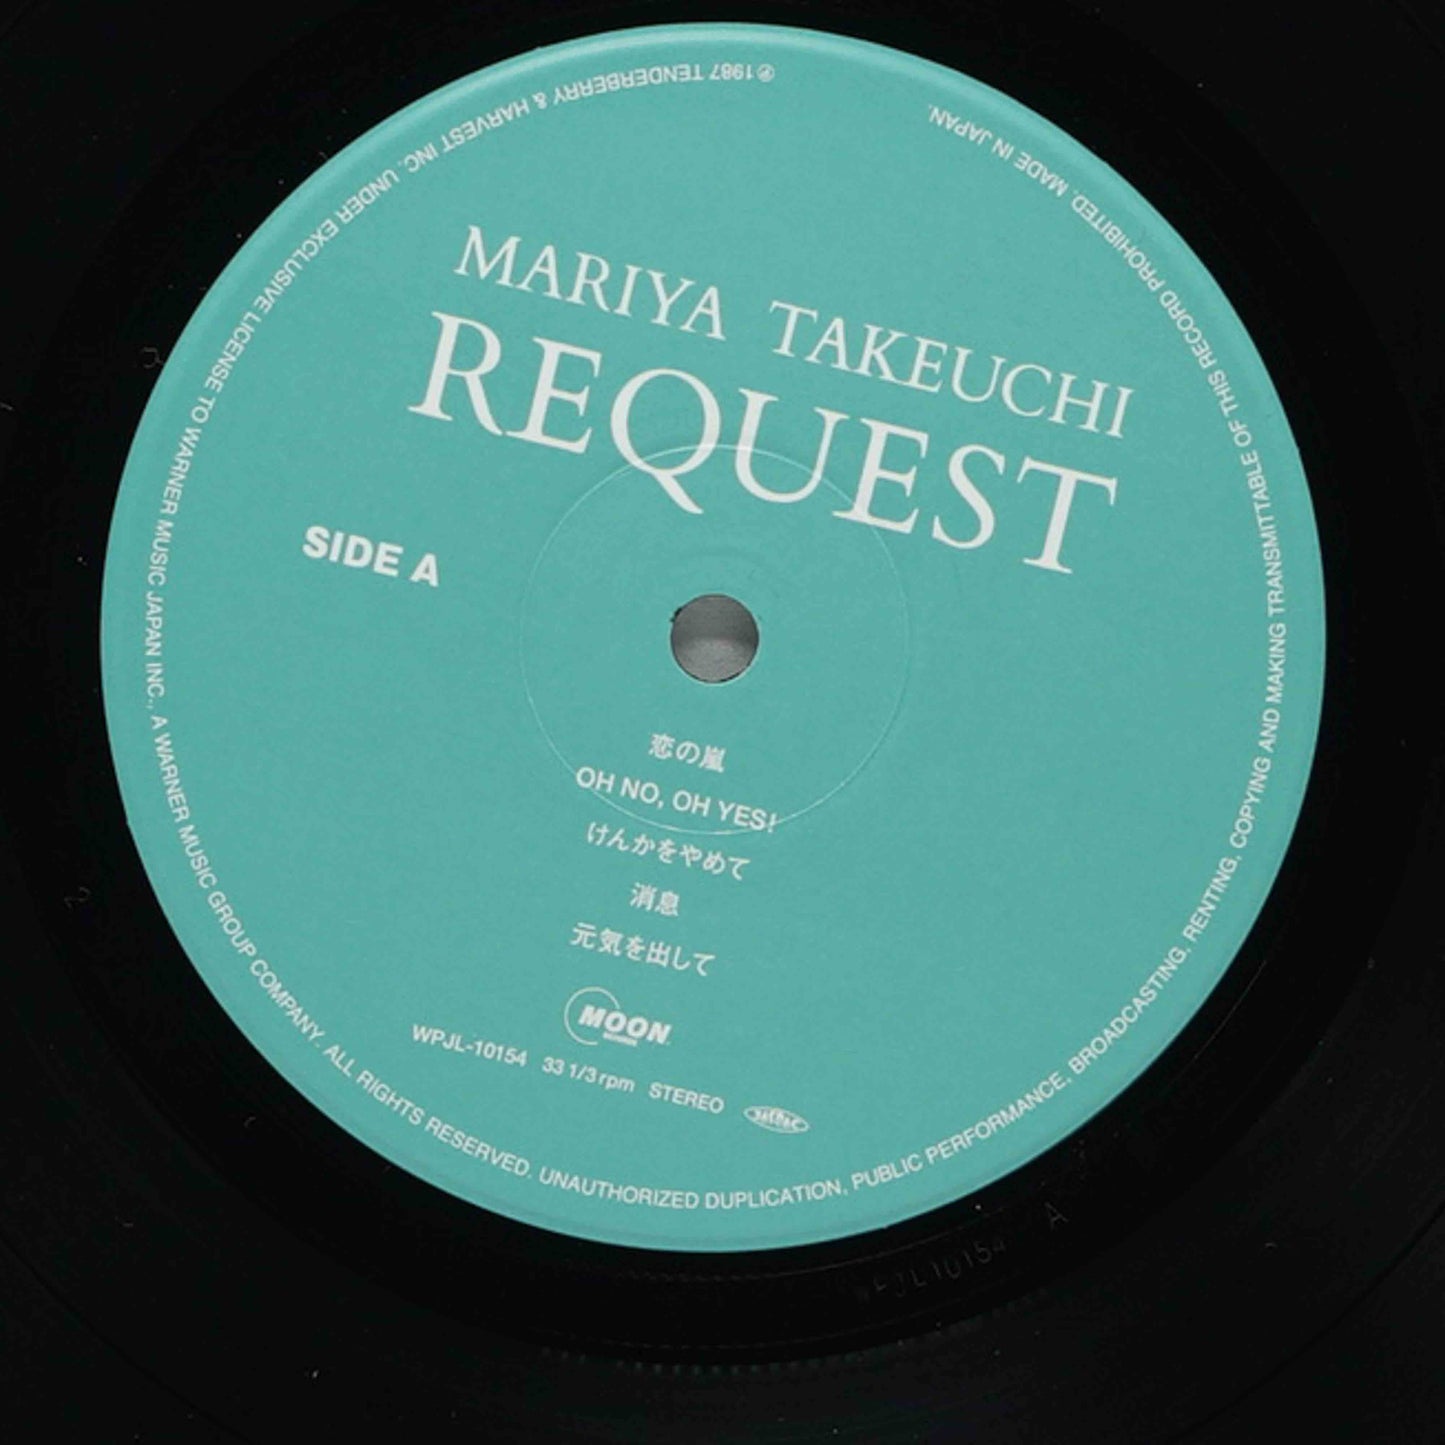 MARIYA TAKEUCHI
REQUEST
SIDE A
恋の嵐
OH NO, OH YES!
けんかをやめて
消息
元気を出して
MOON
WPJL-10154 33 1/3 rpm STEREO
℗1987 TENDERBERRY & HARVEST INC. UNDER EXCLUSIVE LICENSE TO WARNER MUSIC JAPAN INC., A WARNER MUSIC GROUP COMPANY. ALL RIGHTS RESERVED. UNAUTHORIZED DUPLICATION, PUBLIC PERFORMANCE, BROADCASTING, RENTING, COPYING AND MAKING TRANSMITTABLE OF THIS RECORD PROHIBITED. MADE IN JAPAN.
WPJL10154 A